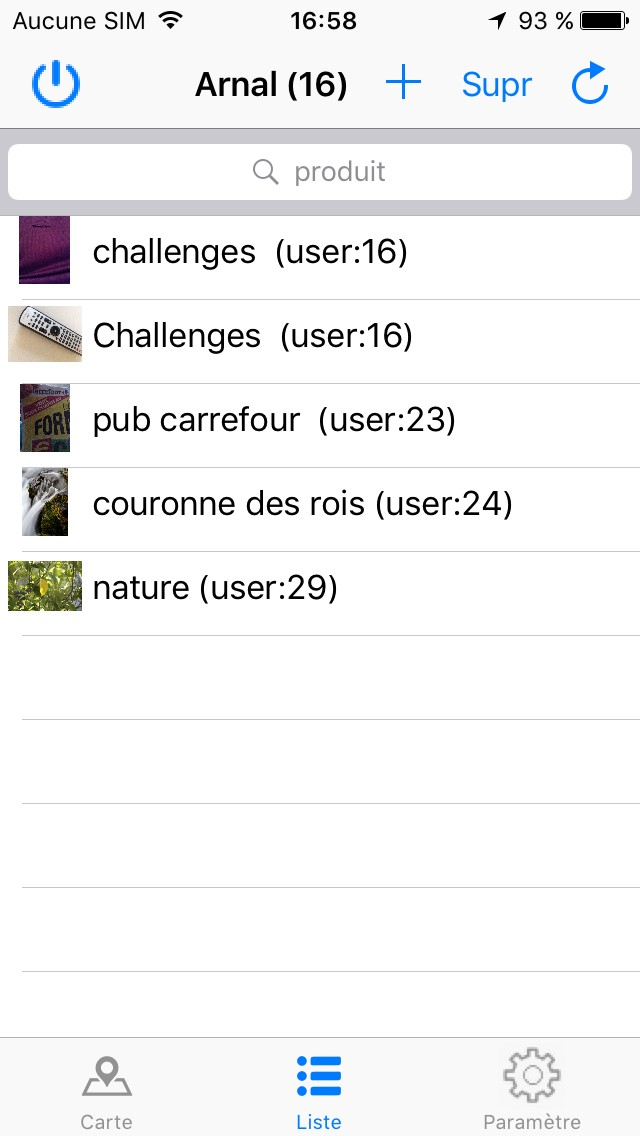 Aucune SIM 16:58 93 %
Arnal (16) Supr
produit
challenges (user:16)
Challenges (user:16)
FOR
pub carrefour (user:23)
couronne des rois (user:24)
nature (user:29)
Carte Liste Paramètre